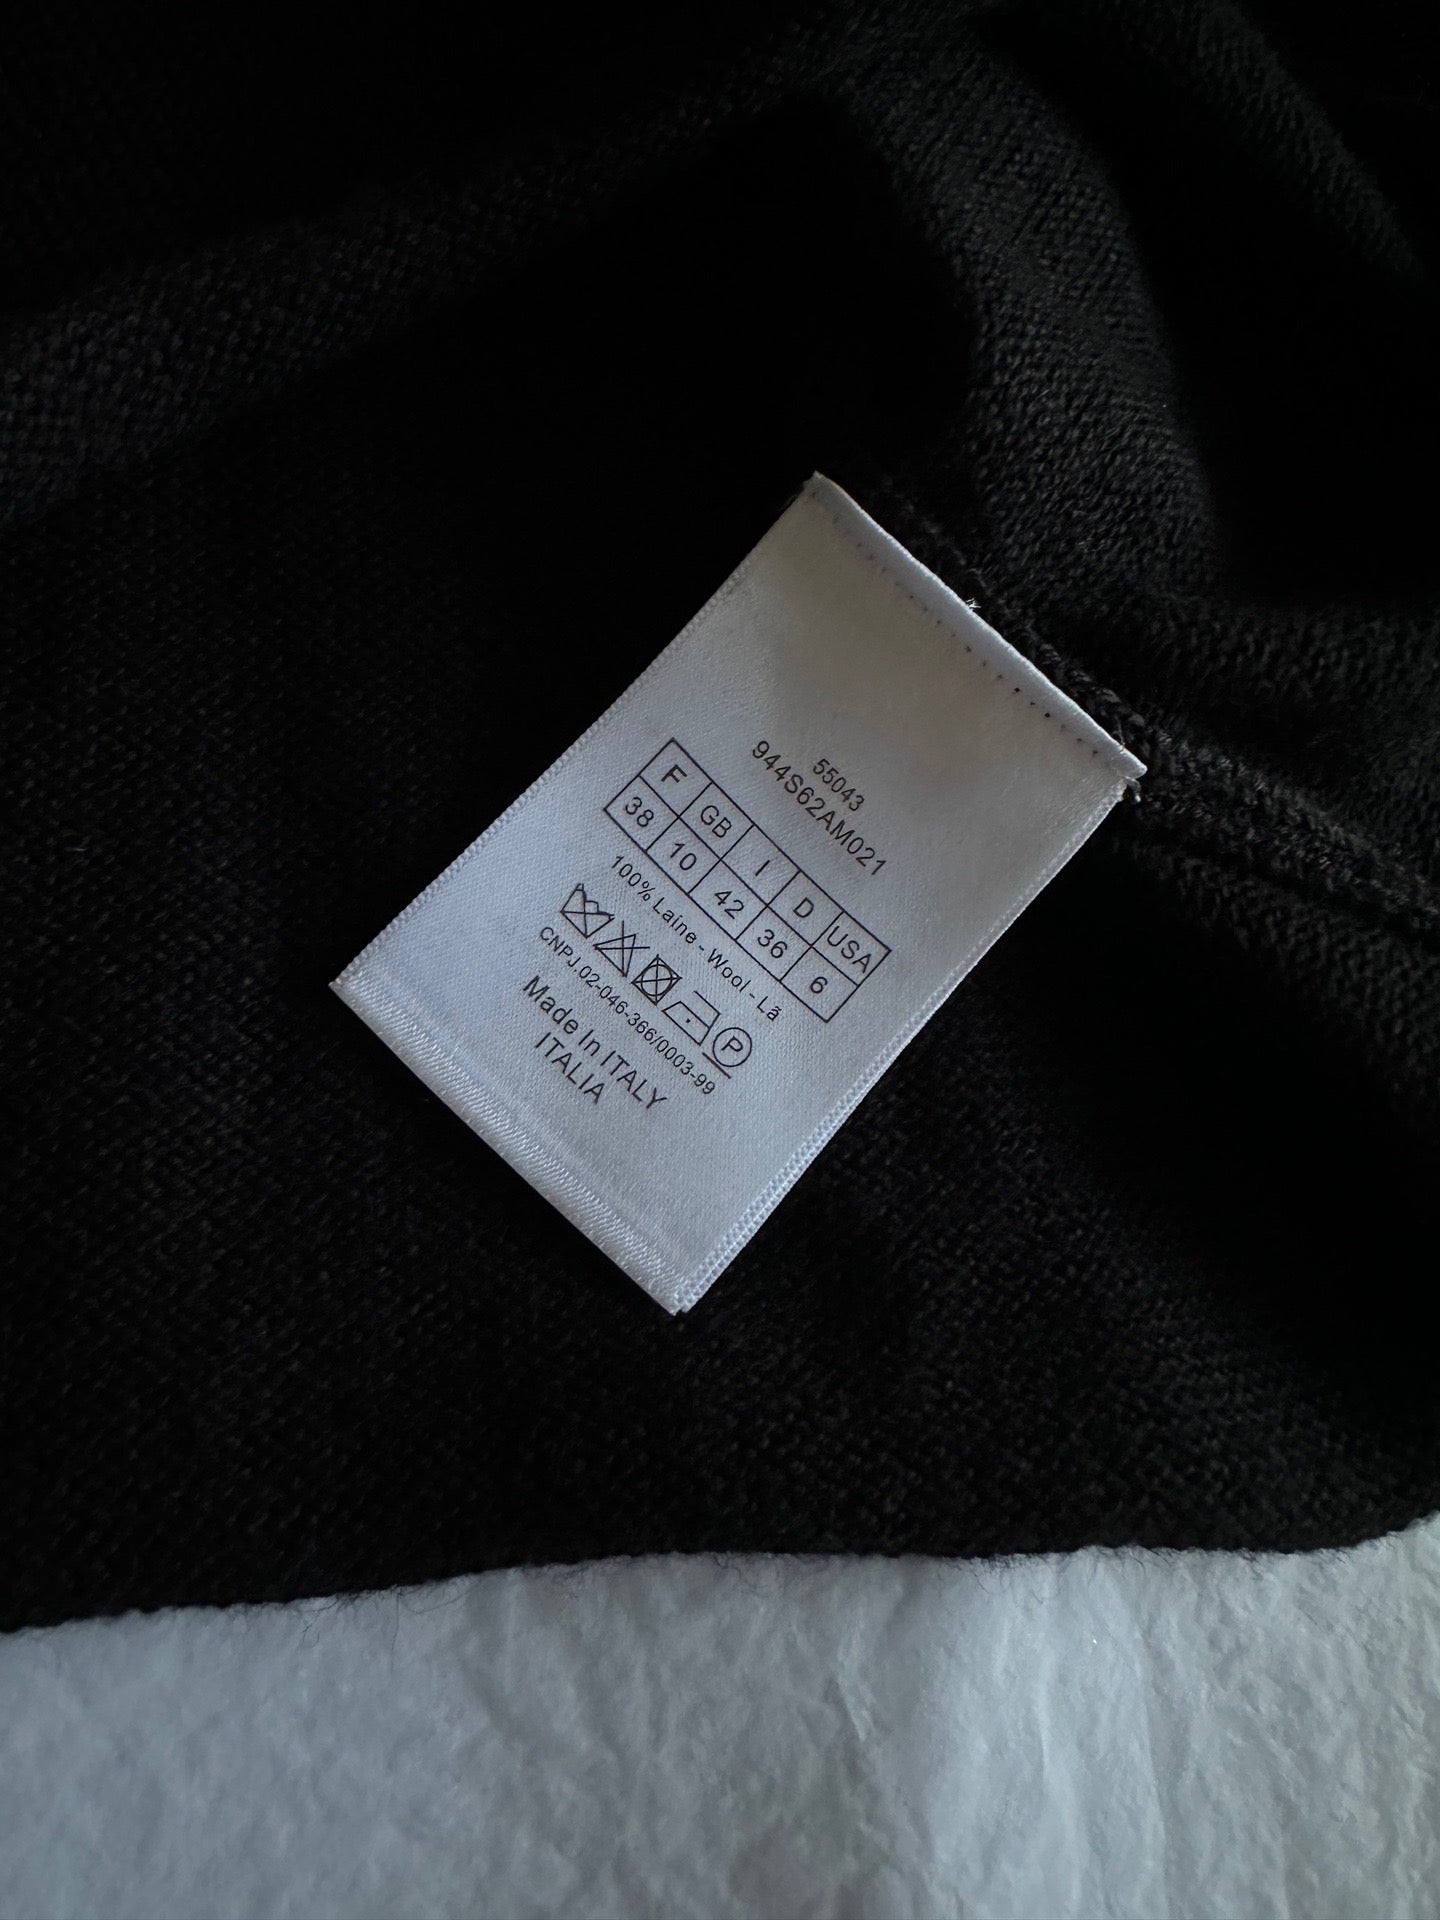 55043
944S62AM021
F GB I D USA
38 10 42 36 6
100% Laine - Wool - Lã
P
CNPJ.02-046-366/0003-99
Made In ITALY
ITALIA